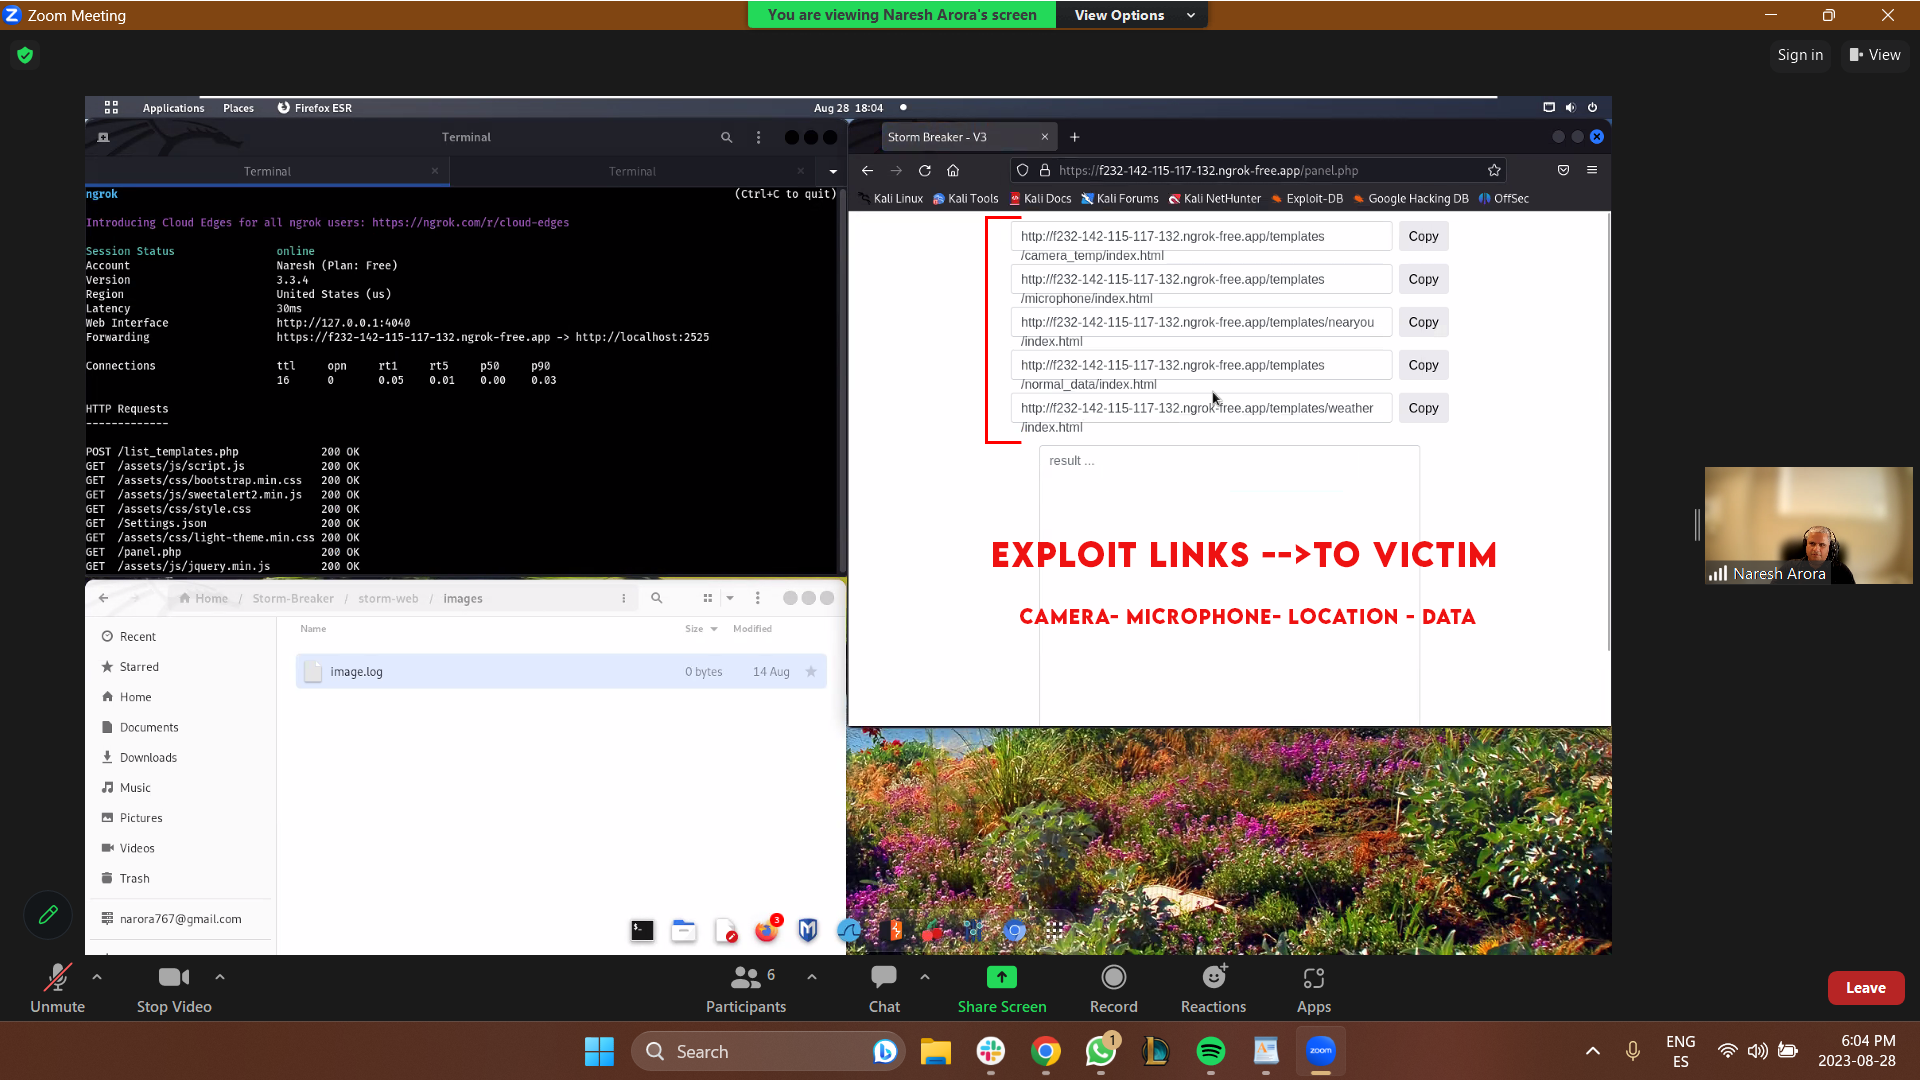 Zoom Meeting
You are viewing Naresh Arora's screen
View Options
Sign in
View
Applications Places Firefox ESR
Aug 28 18:04
Terminal
Terminal
Terminal
ngrok (Ctrl+C to quit)
Introducing Cloud Edges for all ngrok users: https://ngrok.com/r/cloud-edges
Session Status online
Account Naresh (Plan: Free)
Version 3.3.4
Region United States (us)
Latency 30ms
Web Interface http://127.0.0.1:4040
Forwarding https://f232-142-115-117-132.ngrok-free.app -> http://localhost:2525
Connections ttl opn rt1 rt5 p50 p90
16 0 0.05 0.01 0.00 0.03
HTTP Requests
-------------
POST /list_templates.php 200 OK
GET /assets/js/script.js 200 OK
GET /assets/css/bootstrap.min.css 200 OK
GET /assets/js/sweetalert2.min.js 200 OK
GET /assets/css/style.css 200 OK
GET /Settings.json 200 OK
GET /assets/css/light-theme.min.css 200 OK
GET /panel.php 200 OK
GET /assets/js/jquery.min.js 200 OK
Storm Breaker - V3
https://f232-142-115-117-132.ngrok-free.app/panel.php
Kali Linux Kali Tools Kali Docs Kali Forums Kali NetHunter Exploit-DB Google Hacking DB OffSec
http://f232-142-115-117-132.ngrok-free.app/templates
/camera_temp/index.html
Copy
http://f232-142-115-117-132.ngrok-free.app/templates
/microphone/index.html
Copy
http://f232-142-115-117-132.ngrok-free.app/templates/nearyou
/index.html
Copy
http://f232-142-115-117-132.ngrok-free.app/templates
/normal_data/index.html
Copy
http://f232-142-115-117-132.ngrok-free.app/templates/weather
/index.html
Copy
result ...
EXPLOIT LINKS -->TO VICTIM
CAMERA- MICROPHONE- LOCATION - DATA
Home / Storm-Breaker / storm-web / images
Name Size Modified
image.log 0 bytes 14 Aug
Recent
Starred
Home
Documents
Downloads
Music
Pictures
Videos
Trash
narora767@gmail.com
3
Naresh Arora
Unmute
Stop Video
6
Participants
Chat
Share Screen
Record
Reactions
Apps
Leave
Search
1
zoom
ENG
ES
6:04 PM
2023-08-28